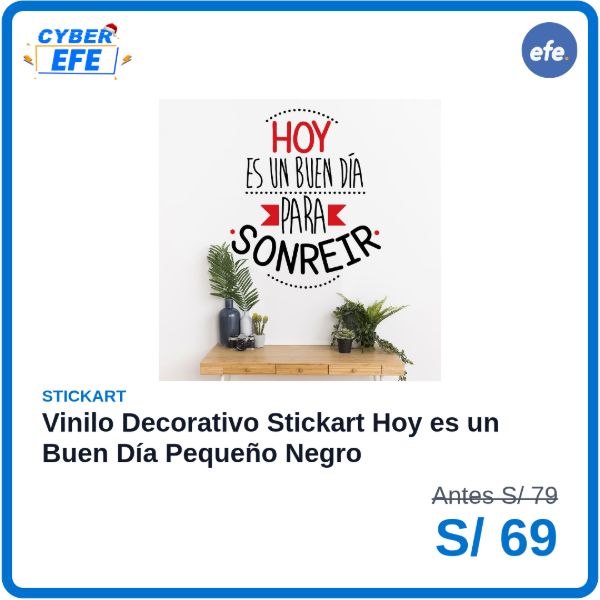 CYBER
EFE
efe.
HOY
ES UN BUEN DÍA
PARA
SONREIR
STICKART
Vinilo Decorativo Stickart Hoy es un
Buen Día Pequeño Negro
Antes S/ 79
S/ 69